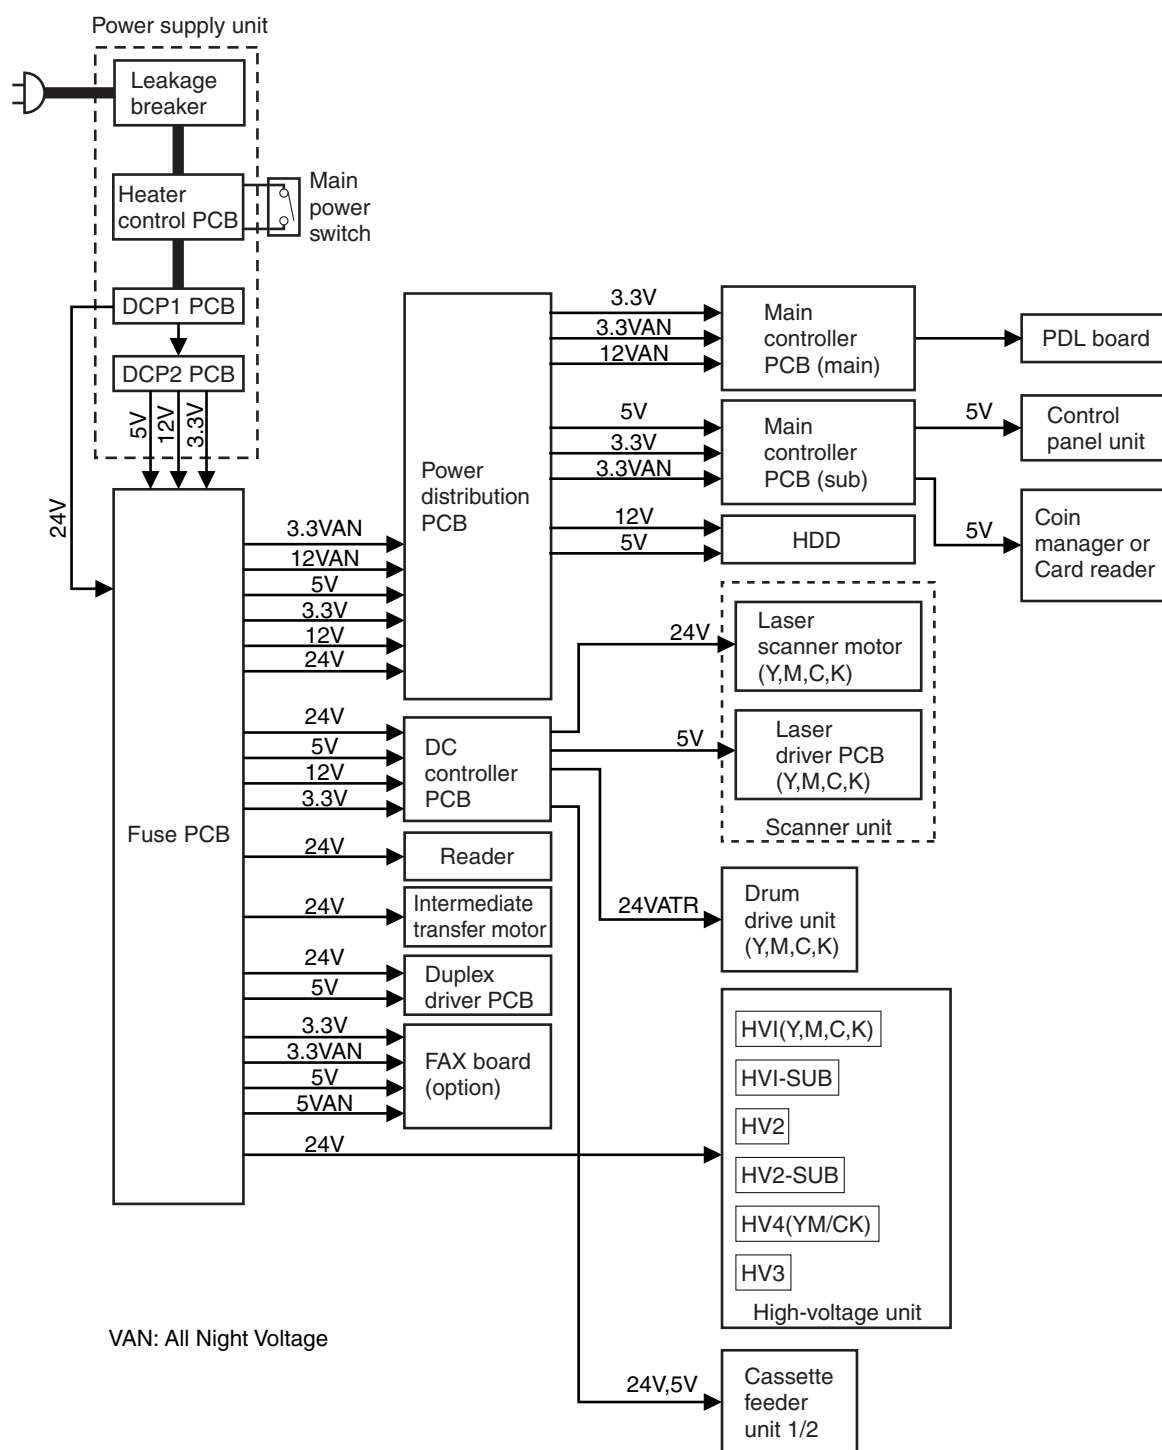 Power supply unit
Leakage
breaker
Heater
control PCB
Main
power
switch
DCP1 PCB
DCP2 PCB
5V
12V
3.3V
24V
Fuse PCB
3.3VAN
12VAN
5V
3.3V
12V
24V
Power
distribution
PCB
3.3V
3.3VAN
12VAN
Main
controller
PCB (main)
PDL board
5V
3.3V
3.3VAN
Main
controller
PCB (sub)
5V
Control
panel unit
5V
Coin
manager or
Card reader
12V
5V
HDD
24V
5V
12V
3.3V
DC
controller
PCB
24V
Laser
scanner motor
(Y,M,C,K)
5V
Laser
driver PCB
(Y,M,C,K)
Scanner unit
24V
Reader
24V
Intermediate
transfer motor
24VATR
Drum
drive unit
(Y,M,C,K)
24V
5V
Duplex
driver PCB
3.3V
3.3VAN
5V
5VAN
FAX board
(option)
24V
HVI(Y,M,C,K)
HVI-SUB
HV2
HV2-SUB
HV4(YM/CK)
HV3
High-voltage unit
VAN: All Night Voltage
24V,5V
Cassette
feeder
unit 1/2